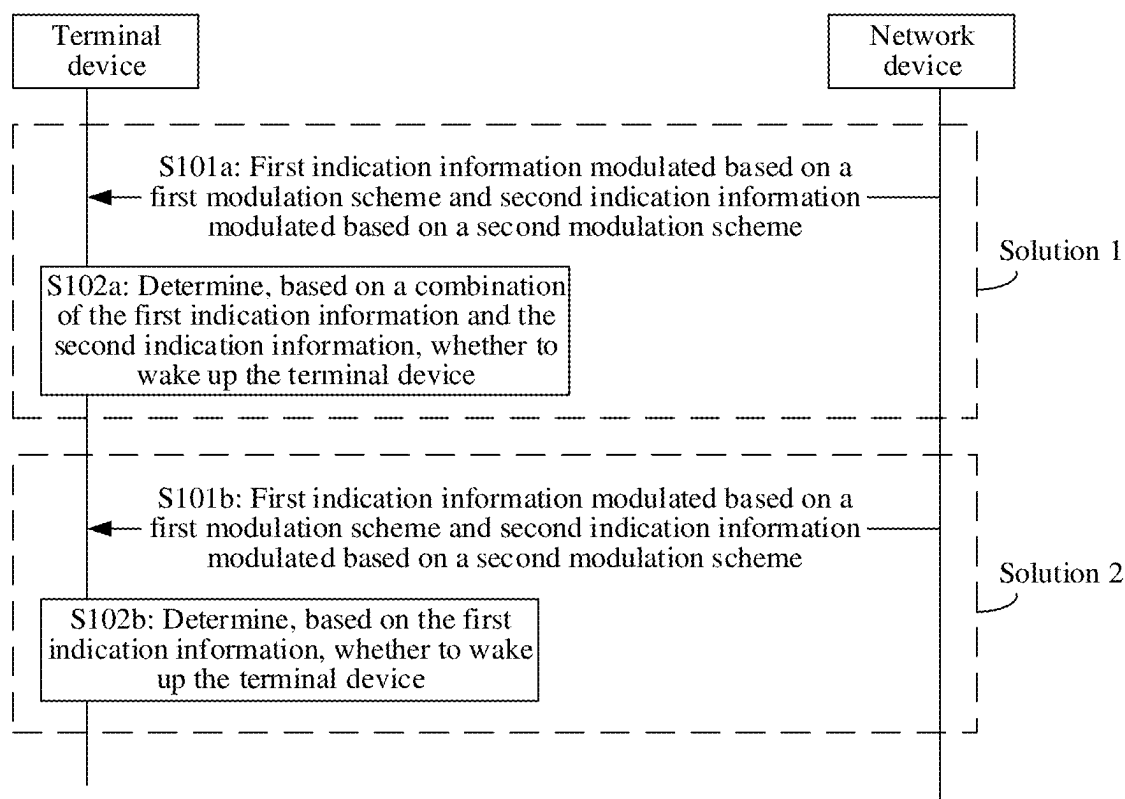 Terminal
device
Network
device
S101a: First indication information modulated based on a
first modulation scheme and second indication information
modulated based on a second modulation scheme
Solution 1
S102a: Determine, based on a combination
of the first indication information and the
second indication information, whether to
wake up the terminal device
S101b: First indication information modulated based on a
first modulation scheme and second indication information
modulated based on a second modulation scheme
Solution 2
S102b: Determine, based on the first
indication information, whether to wake
up the terminal device